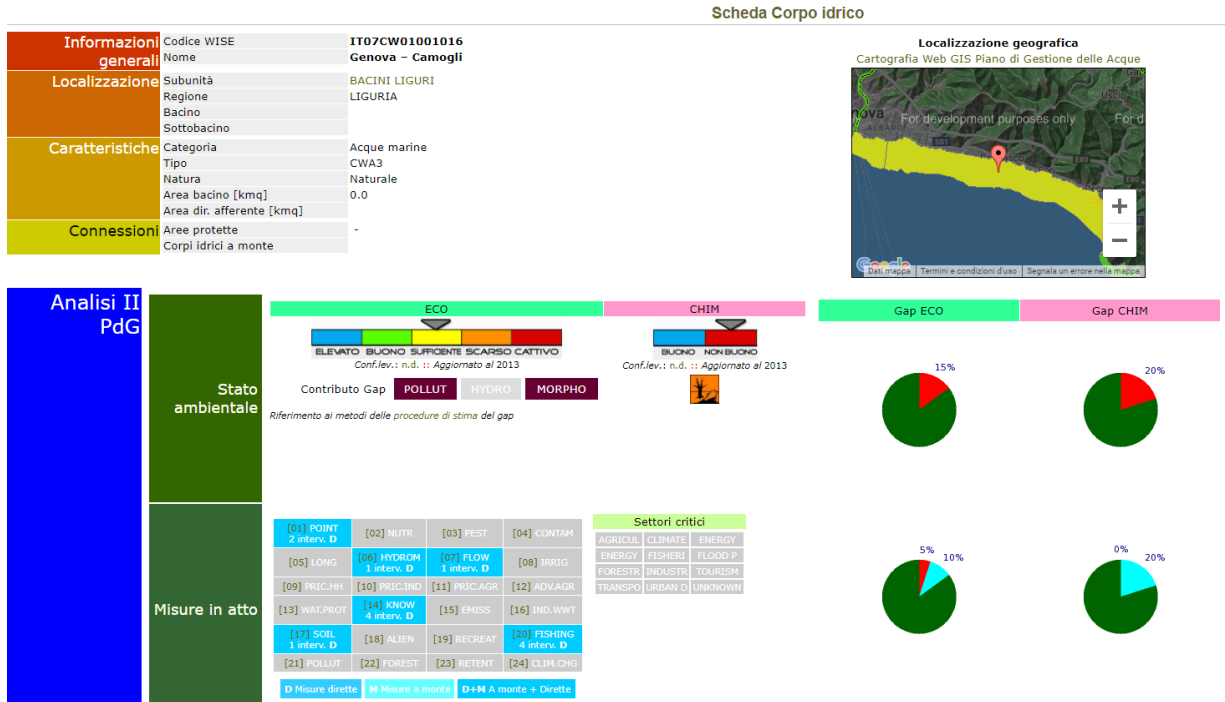 Scheda Corpo idrico
Informazioni generali
Codice WISE IT07CW01001016
Nome Genova – Camogli
Localizzazione
Subunità BACINI LIGURI
Regione LIGURIA
Bacino
Sottobacino
Caratteristiche
Categoria Acque marine
Tipo CWA3
Natura Naturale
Area bacino [kmq] 0.0
Area dir. afferente [kmq]
Connessioni
Aree protette -
Corpi idrici a monte
Localizzazione geografica
Cartografia Web GIS Piano di Gestione delle Acque
For development purposes only
For d
nova
ALBARO
SS1
Uscio
E80
E80
+
−
Google
Dati mappa Termini e condizioni d'uso Segnala un errore nella mappa
Analisi II
PdG
Stato
ambientale
ECO
ELEVATO BUONO SUFFICIENTE SCARSO CATTIVO
Conf.lev.: n.d. :: Aggiornato al 2013
Contributo Gap POLLUT HYDRO MORPHO
Riferimento ai metodi delle procedure di stima del gap
CHIM
BUONO NON BUONO
Conf.lev.: n.d. :: Aggiornato al 2013
Gap ECO Gap CHIM
15% 20%
Misure in atto
[01] POINT
2 interv. D
[02] NUTR [03] PEST [04] CONTAM
[05] LONG
[06] HYDROM
1 interv. D
[07] FLOW
1 interv. D
[08] IRRIG
[09] PRIC.HH [10] PRIC.IND [11] PRIC.AGR [12] ADV.AGR
[13] WAT.PROT
[14] KNOW
4 interv. D
[15] EMISS [16] IND.WWT
[17] SOIL
1 interv. D
[18] ALIEN [19] RECREAT
[20] FISHING
4 interv. D
[21] POLLUT [22] FOREST [23] RETENT [24] CLIM.CHG
D Misure dirette M Misure a monte D+M A monte + Dirette
Settori critici
AGRICUL CLIMATE ENERGY
ENERGY FISHERI FLOOD P
FORESTR INDUSTR TOURISM
TRANSPO URBAN D UNKNOWN
5% 10% 0% 20%